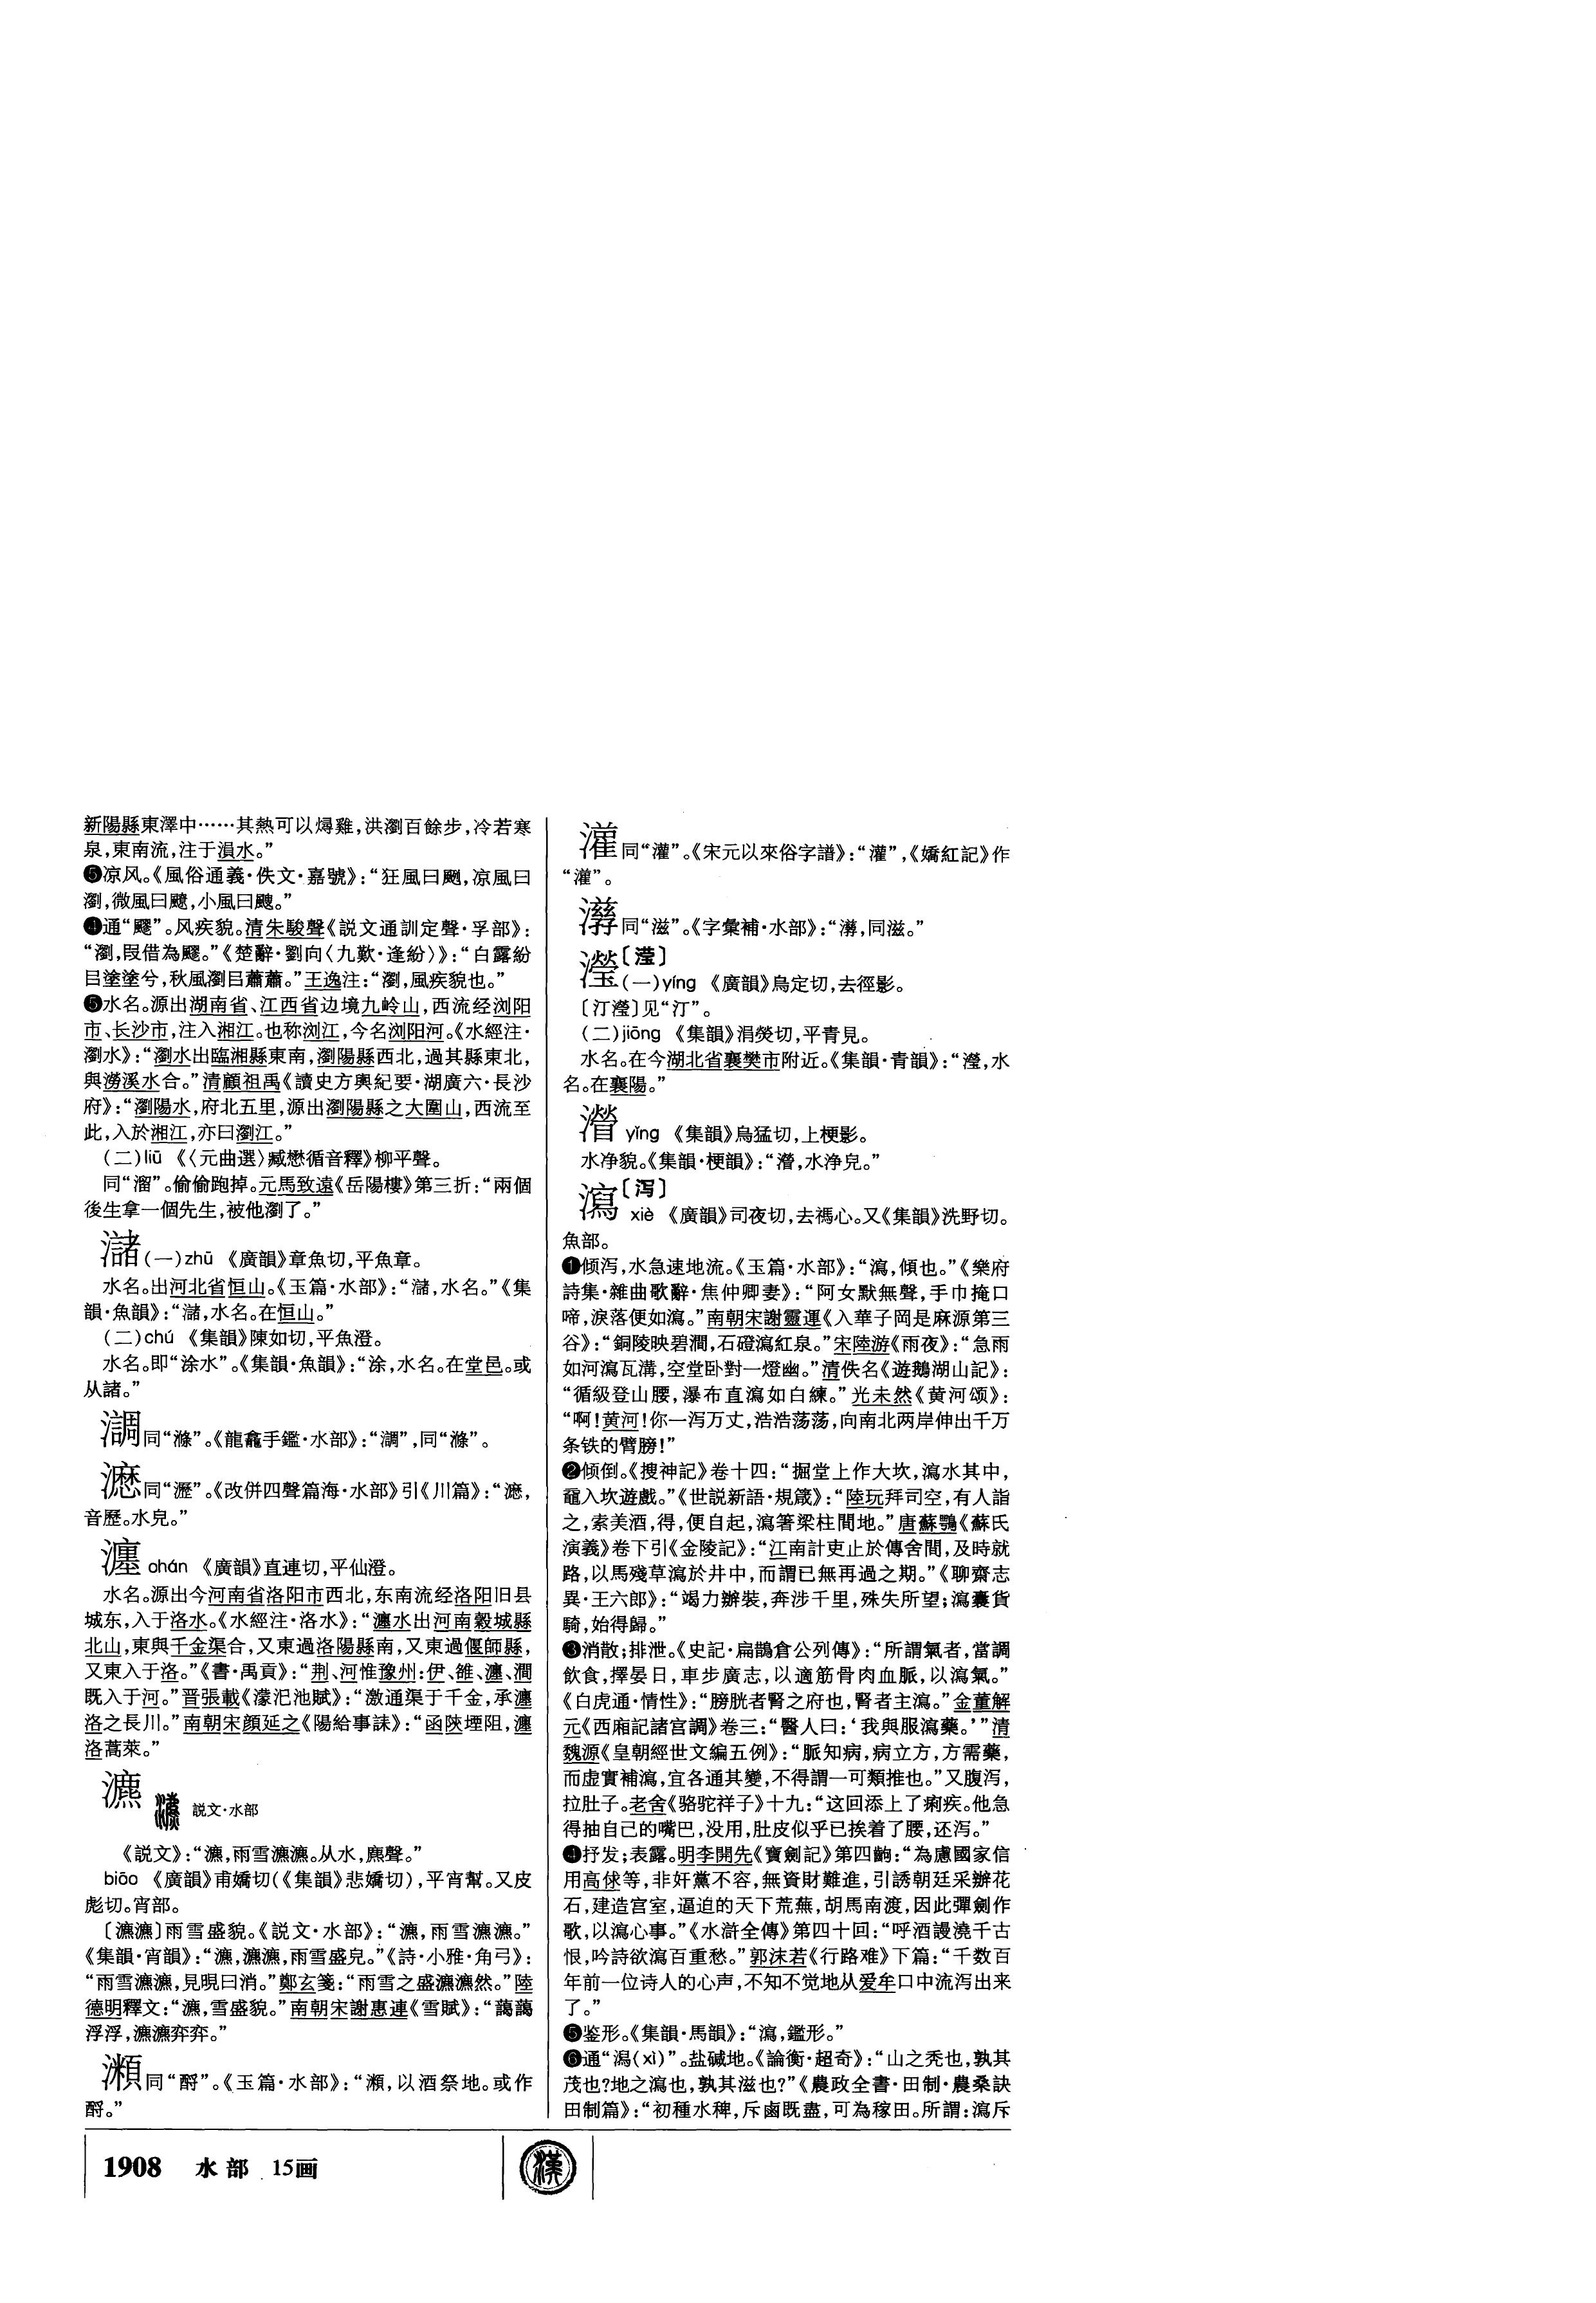 新陽縣東澤中……其熱可以燖雞,洪瀏百餘步,冷若寒
泉,東南流,注于溳水。”
❺凉风。《風俗通義·佚文·嘉號》:“狂風曰颲,凉風曰
瀏,微風曰飋,小風曰颼。”
❹通“飂”。风疾貌。清朱駿聲《説文通訓定聲·孚部》:
“瀏,叚借為飂。”《楚辭·劉向〈九歎·逢紛〉》:“白露紛
㠯塗塗兮,秋風瀏㠯蕭蕭。”王逸注:“瀏,風疾貌也。”
❺水名。源出湖南省、江西省边境九岭山,西流经浏阳
市、长沙市,注入湘江。也称浏江,今名浏阳河。《水經注·
瀏水》:“瀏水出臨湘縣東南,瀏陽縣西北,過其縣東北,
與澇溪水合。”清顧祖禹《讀史方輿紀要·湖廣六·長沙
府》:“瀏陽水,府北五里,源出瀏陽縣之大圍山,西流至
此,入於湘江,亦曰瀏江。”
(二)liū 《〈元曲選〉臧懋循音釋》柳平聲。
同“溜”。偷偷跑掉。元馬致遠《岳陽樓》第三折:“兩個
後生拿一個先生,被他瀏了。”
瀦(一)zhū 《廣韻》章魚切,平魚章。
水名。出河北省恒山。《玉篇·水部》:“㶆,水名。”《集
韻·魚韻》:“㶆,水名。在恒山。”
(二)chú 《集韻》陳如切,平魚澄。
水名。即“涂水”。《集韻·魚韻》:“涂,水名。在堂邑。或
从諸。”
㵿同“滌”。《龍龕手鑑·水部》:“㵿”,同“滌”。
𤁋同“瀝”。《改併四聲篇海·水部》引《川篇》:“𤁋,
音歷。水皃。”
瀍 chán 《廣韻》直連切,平仙澄。
水名。源出今河南省洛阳市西北,东南流经洛阳旧县
城东,入于洛水。《水經注·洛水》:“瀍水出河南穀城縣
北山,東與千金渠合,又東過洛陽縣南,又東過偃師縣,
又東入于洛。”《書·禹貢》:“荆、河惟豫州:伊、雒、瀍、澗
既入于河。”晋張載《濛汜池賦》:“激通渠于千金,承瀍
洛之長川。”南朝宋顔延之《陽給事誄》:“函陝堙阻,瀍
洛蒿萊。”
瀌 説文·水部
《説文》:“瀌,雨雪瀌瀌。从水,麃聲。”
biāo 《廣韻》甫嬌切(《集韻》悲嬌切),平宵幫。又皮
彪切。宵部。
〔瀌瀌〕雨雪盛貌。《説文·水部》:“瀌,雨雪瀌瀌。”
《集韻·宵韻》:“瀌,瀌瀌,雨雪盛皃。”《詩·小雅·角弓》:
“雨雪瀌瀌,見晛曰消。”鄭玄箋:“雨雪之盛瀌瀌然。”陸
德明釋文:“瀌,雪盛貌。”南朝宋謝惠連《雪賦》:“藹藹
浮浮,瀌瀌弈弈。”
㶗同“酹”。《玉篇·水部》:“㶗,以酒祭地。或作
酹。”
灌同“灌”。《宋元以來俗字譜》:“灌”,《嬌紅記》作
“灌”。
𤁀同“滋”。《字彙補·水部》:“𤁀,同滋。”
瀅〔滢〕
(一)yíng 《廣韻》烏定切,去徑影。
〔汀瀅〕见“汀”。
(二)jiōng 《集韻》涓熒切,平青見。
水名。在今湖北省襄樊市附近。《集韻·青韻》:“瀅,水
名。在襄陽。”
㵾 yǐng 《集韻》烏猛切,上梗影。
水净貌。《集韻·梗韻》:“㵾,水净皃。”
瀉〔泻〕
xiè 《廣韻》司夜切,去禡心。又《集韻》洗野切。
魚部。
❶倾泻,水急速地流。《玉篇·水部》:“瀉,傾也。”《樂府
詩集·雜曲歌辭·焦仲卿妻》:“阿女默無聲,手巾掩口
啼,淚落便如瀉。”南朝宋謝靈運《入華子岡是麻源第三
谷》:“銅陵映碧澗,石磴瀉紅泉。”宋陸游《雨夜》:“急雨
如河瀉瓦溝,空堂卧對一燈幽。”清佚名《遊鵝湖山記》:
“循級登山腰,瀑布直瀉如白練。”光未然《黄河颂》:
“啊!黄河!你一泻万丈,浩浩荡荡,向南北两岸伸出千万
条铁的臂膀!”
❷倾倒。《搜神記》卷十四:“掘堂上作大坎,瀉水其中,
黿入坎遊戲。”《世説新語·規箴》:“陸玩拜司空,有人詣
之,索美酒,得,便自起,瀉箸梁柱間地。”唐蘇鶚《蘇氏
演義》卷下引《金陵記》:“江南計吏止於傳舍間,及時就
路,以馬殘草瀉於井中,而謂已無再過之期。”《聊齋志
異·王六郎》:“竭力辦裝,奔涉千里,殊失所望;瀉囊貨
騎,始得歸。”
❸消散;排泄。《史記·扁鵲倉公列傳》:“所謂氣者,當調
飲食,擇晏日,車步廣志,以適筋骨肉血脈,以瀉氣。”
《白虎通·情性》:“膀胱者腎之府也,腎者主瀉。”金董解
元《西廂記諸宫調》卷三:“醫人曰:‘我與服瀉藥。’”清
魏源《皇朝經世文編五例》:“脈知病,病立方,方需藥,
而虚實補瀉,宜各通其變,不得謂一可類推也。”又腹泻,
拉肚子。老舍《骆驼祥子》十九:“这回添上了痢疾。他急
得抽自己的嘴巴,没用,肚皮似乎已挨着了腰,还泻。”
❹抒发;表露。明李開先《寶劍記》第四齣:“為慮國家信
用高俅等,非奸黨不容,無資財難進,引誘朝廷采辦花
石,建造宫室,逼迫的天下荒蕪,胡馬南渡,因此彈劍作
歌,以瀉心事。”《水滸全傳》第四十回:“呼酒謾澆千古
恨,吟詩欲瀉百重愁。”郭沫若《行路难》下篇:“千数百
年前一位诗人的心声,不知不觉地从爱牟口中流泻出来
了。”
❺鉴形。《集韻·馬韻》:“瀉,鑑形。”
❻通“潟(xì)”。盐碱地。《論衡·超奇》:“山之秃也,孰其
茂也?地之瀉也,孰其滋也?”《農政全書·田制·農桑訣
田制篇》:“初種水稗,斥鹵既盡,可為稼田。所謂:瀉斥
1908 水部 15画
漢